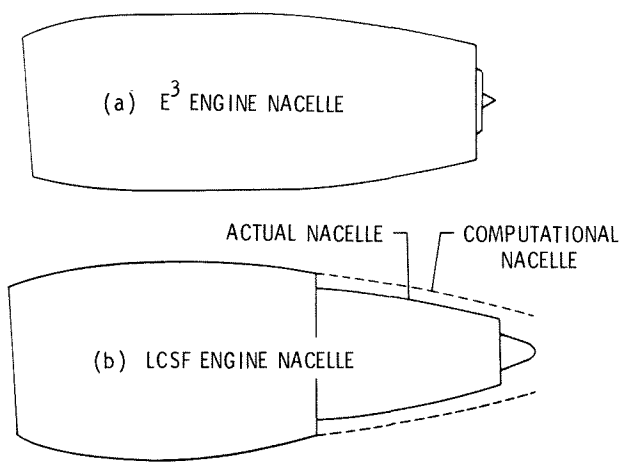 (a) E³ ENGINE NACELLE
ACTUAL NACELLE
COMPUTATIONAL
NACELLE
(b) LCSF ENGINE NACELLE